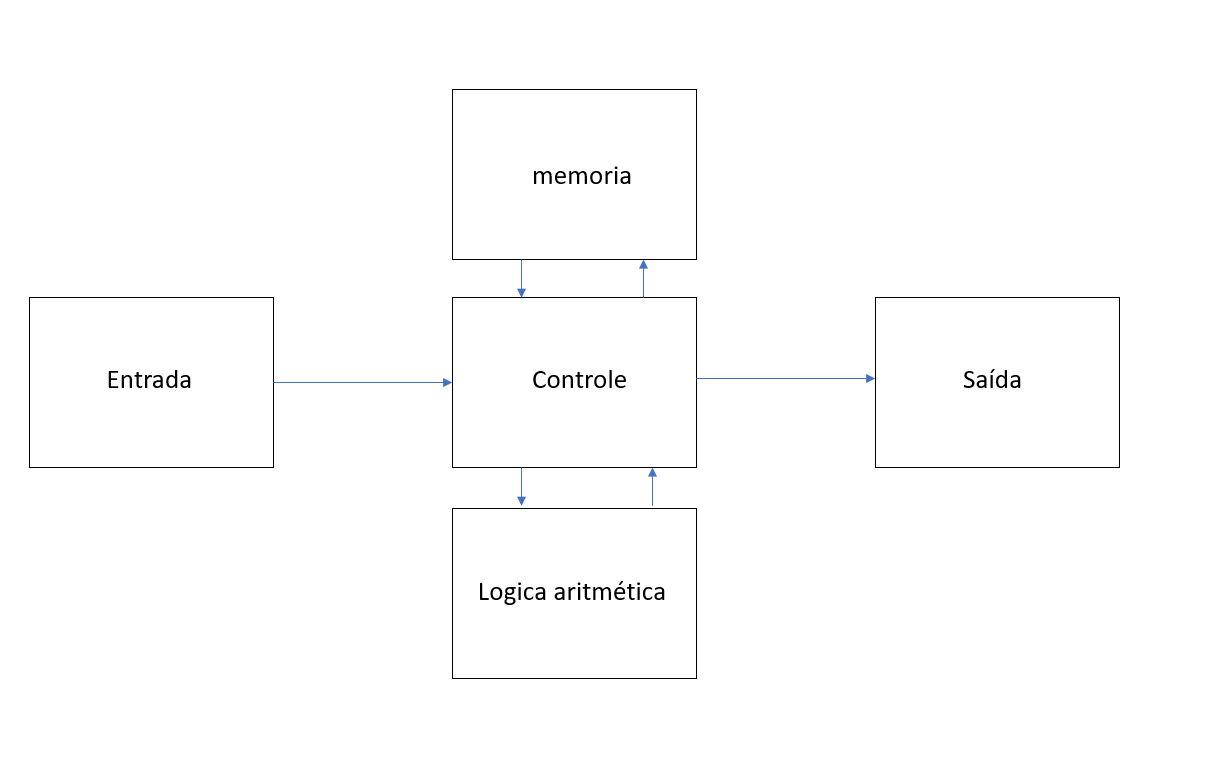 memoria
Entrada
Controle
Saída
Logica aritmética